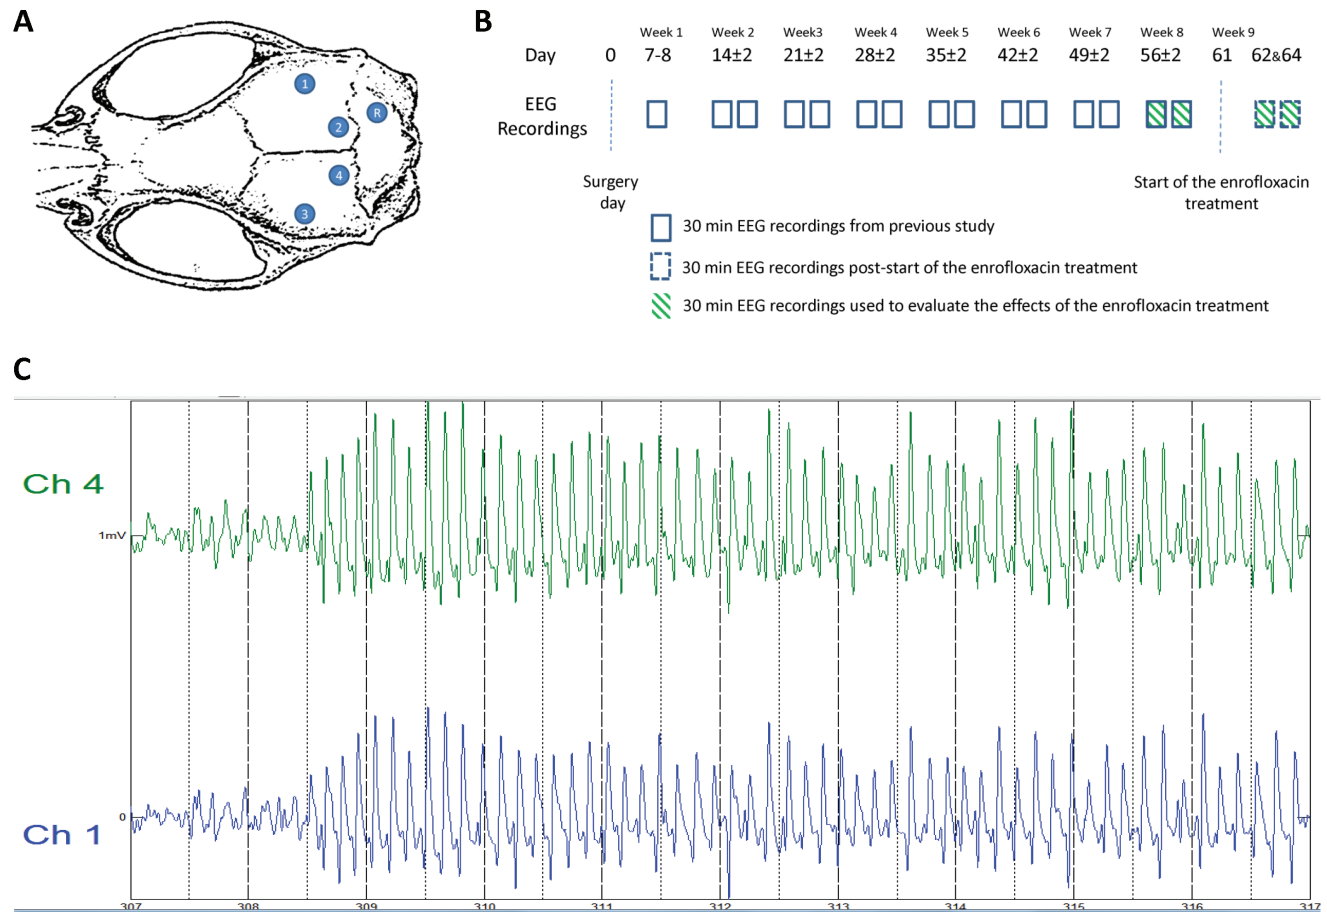 A
1
R
2
4
3
B
Week 1 Week 2 Week3 Week 4 Week 5 Week 6 Week 7 Week 8 Week 9
Day 0 7-8 14±2 21±2 28±2 35±2 42±2 49±2 56±2 61 62&64
EEG
Recordings
Surgery
day
Start of the enrofloxacin
treatment
30 min EEG recordings from previous study
30 min EEG recordings post-start of the enrofloxacin treatment
30 min EEG recordings used to evaluate the effects of the enrofloxacin treatment
C
Ch 4
1mV
0
Ch 1
307 308 309 310 311 312 313 314 315 316 317